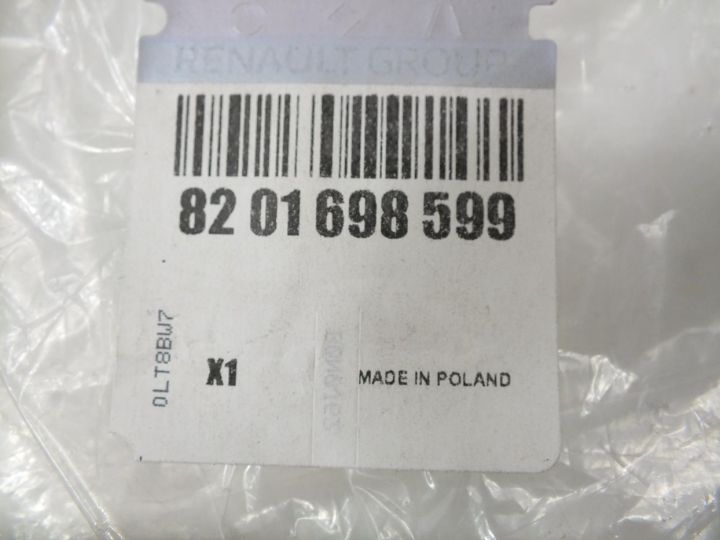 RENAULT GROUP
82 01 698 599
0LT8BW7
X1
MADE IN POLAND